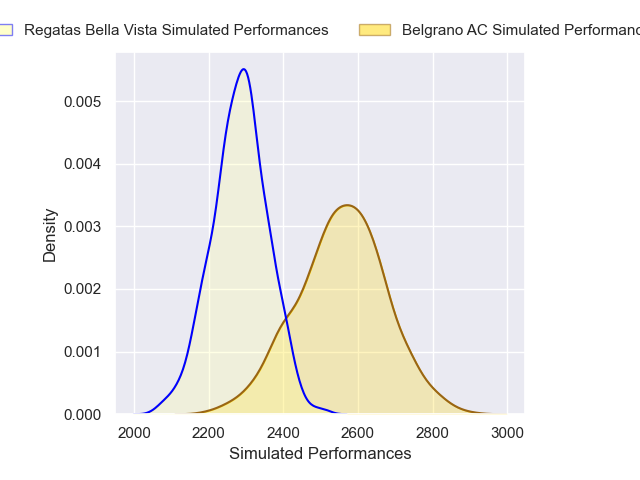 Regatas Bella Vista Simulated Performances
Belgrano AC Simulated
0.005
0.004
0.003
0.002
0.001
0.000
Density
2000 2200 2400 2600 2800 3000
Simulated Performances